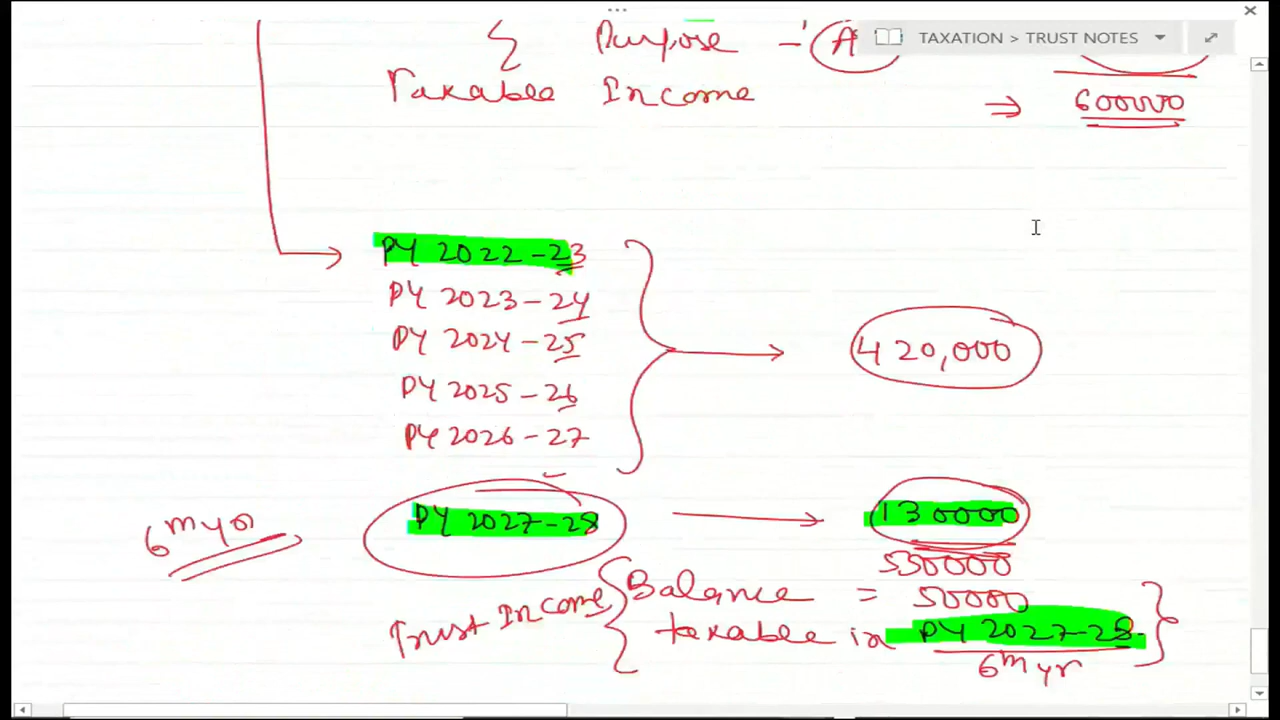 TAXATION > TRUST NOTES
Purpose - A
Taxable Income ⇒ 600000
PY 2022-23
PY 2023-24
PY 2024-25
PY 2025-26
PY 2026-27
420,000
6th yr PY 2027-28 → 130000
530000
Trust Income Balance = 50000
taxable in PY 2027-28
6th yr